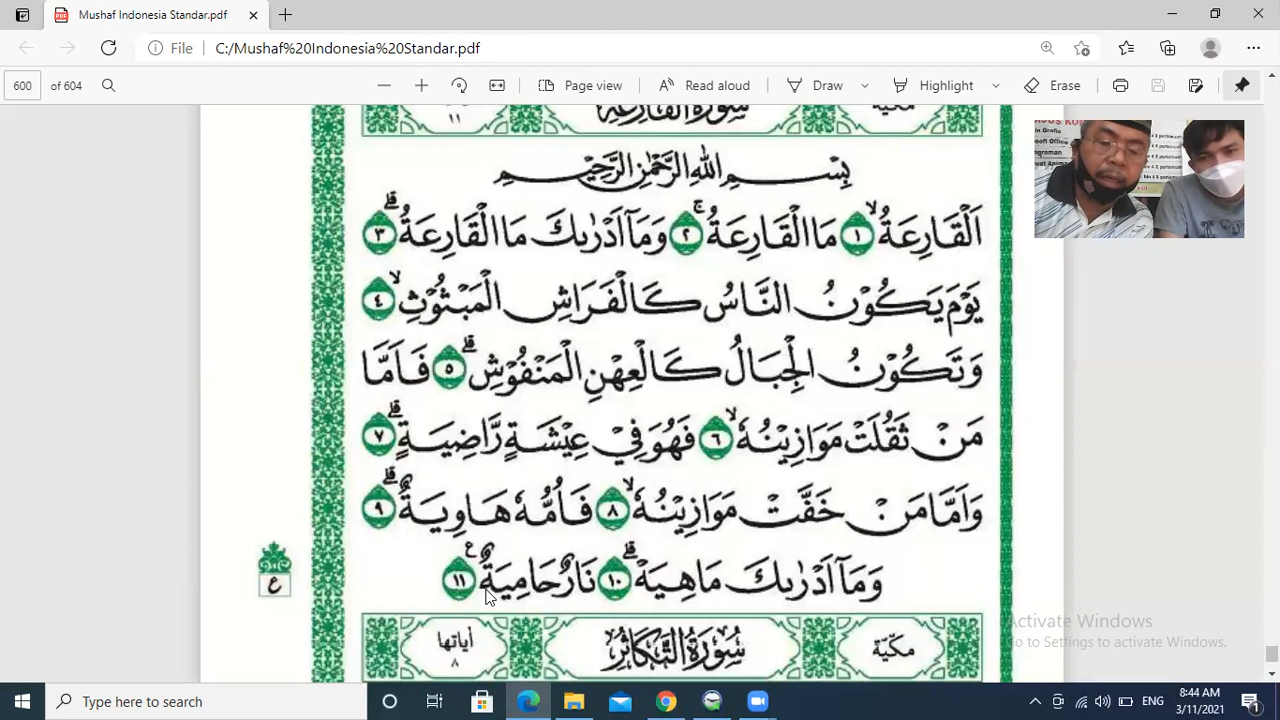 Mushaf Indonesia Standar.pdf
File C:/Mushaf%20Indonesia%20Standar.pdf
600 of 604 Page view Read aloud Draw Highlight Erase
سُوْرَةُ الْقَارِعَةِ
١١
مكيّة
بِسْمِ اللّٰهِ الرَّحْمٰنِ الرَّحِيْمِ
اَلْقَارِعَةُۙ ١ مَا الْقَارِعَةُۚ ٢ وَمَآ اَدْرٰىكَ مَا الْقَارِعَةُۗ ٣
يَوْمَ يَكُوْنُ النَّاسُ كَالْفَرَاشِ الْمَبْثُوْثِۙ ٤
وَتَكُوْنُ الْجِبَالُ كَالْعِهْنِ الْمَنْفُوْشِۗ ٥ فَاَمَّا
مَنْ ثَقُلَتْ مَوَازِيْنُهٗۙ ٦ فَهُوَ فِيْ عِيْشَةٍ رَّاضِيَةٍۗ ٧
وَاَمَّا مَنْ خَفَّتْ مَوَازِيْنُهٗۙ ٨ فَاُمُّهٗ هَاوِيَةٌۗ ٩
وَمَآ اَدْرٰىكَ مَا هِيَهْۗ ١٠ نَارٌ حَامِيَةٌ ࣖ ١١
ع
مكيّة سُوْرَةُ التَّكَاثُرِ أياتها
٨
Activate Windows
Go to Settings to activate Windows.
Type here to search
ENG
8:44 AM
3/11/2021